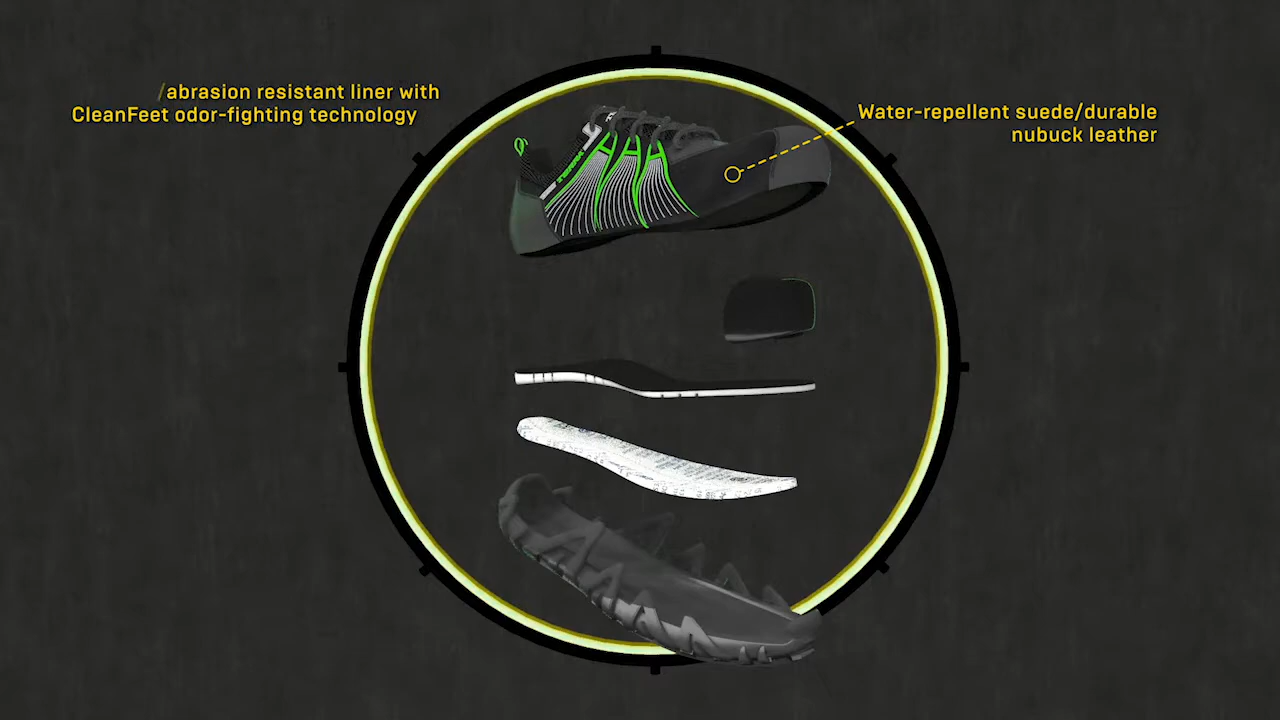 /abrasion resistant liner with
CleanFeet odor-fighting technology
Water-repellent suede/durable
nubuck leather